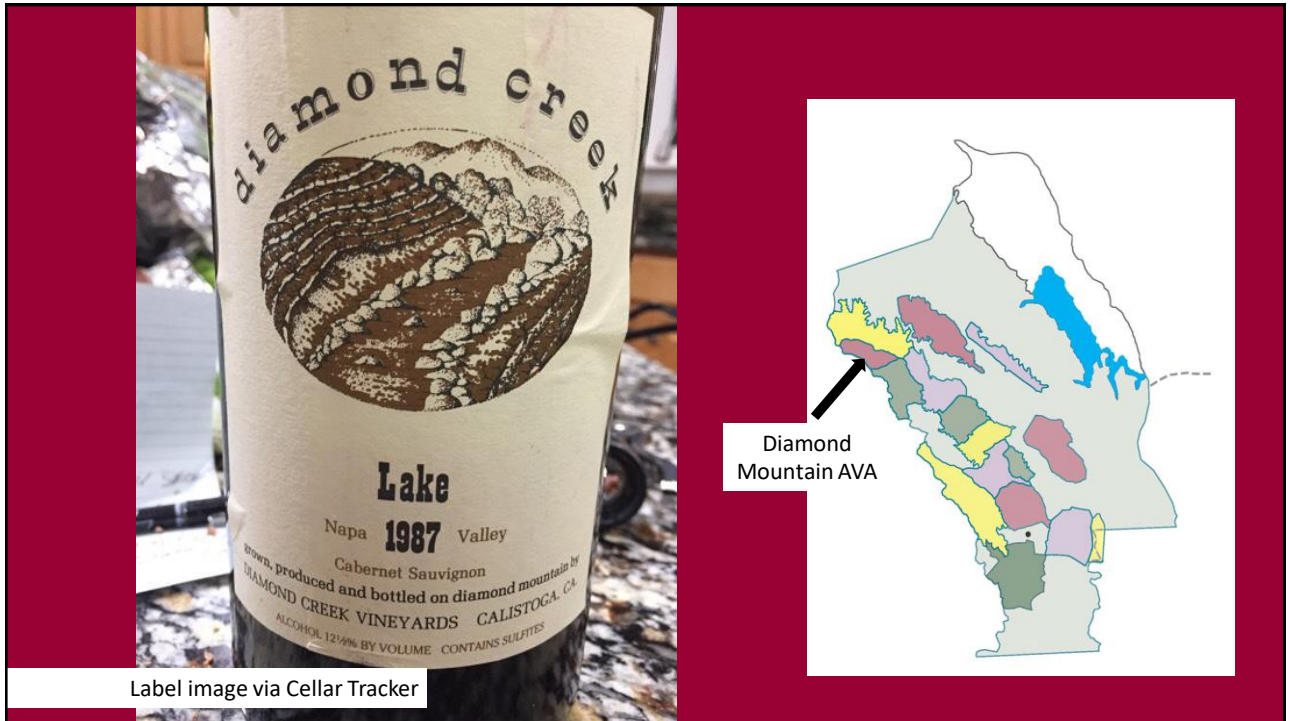 diamond creek
Lake
Napa 1987 Valley
Cabernet Sauvignon
grown, produced and bottled on diamond mountain by
DIAMOND CREEK VINEYARDS CALISTOGA, CA.
ALCOHOL 12½% BY VOLUME CONTAINS SULFITES
Label image via Cellar Tracker
Diamond
Mountain AVA